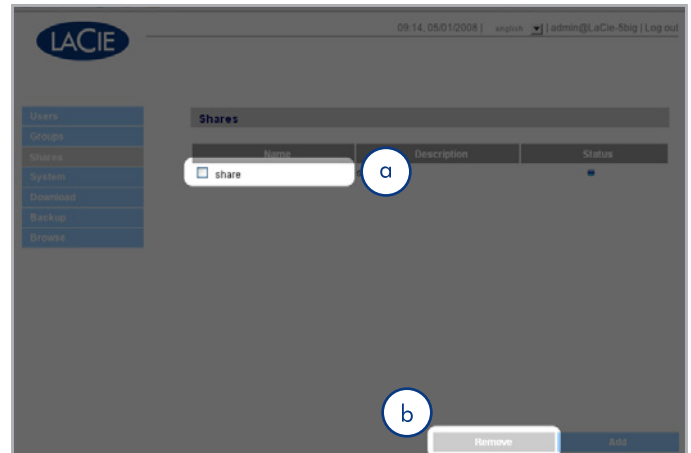 LACIE
09:14, 05/01/2008 | english | admin@LaCie-5big | Log out
Users
Groups
Shares
System
Download
Backup
Browse
Shares
Name Description Status
share
a
b
Remove Add